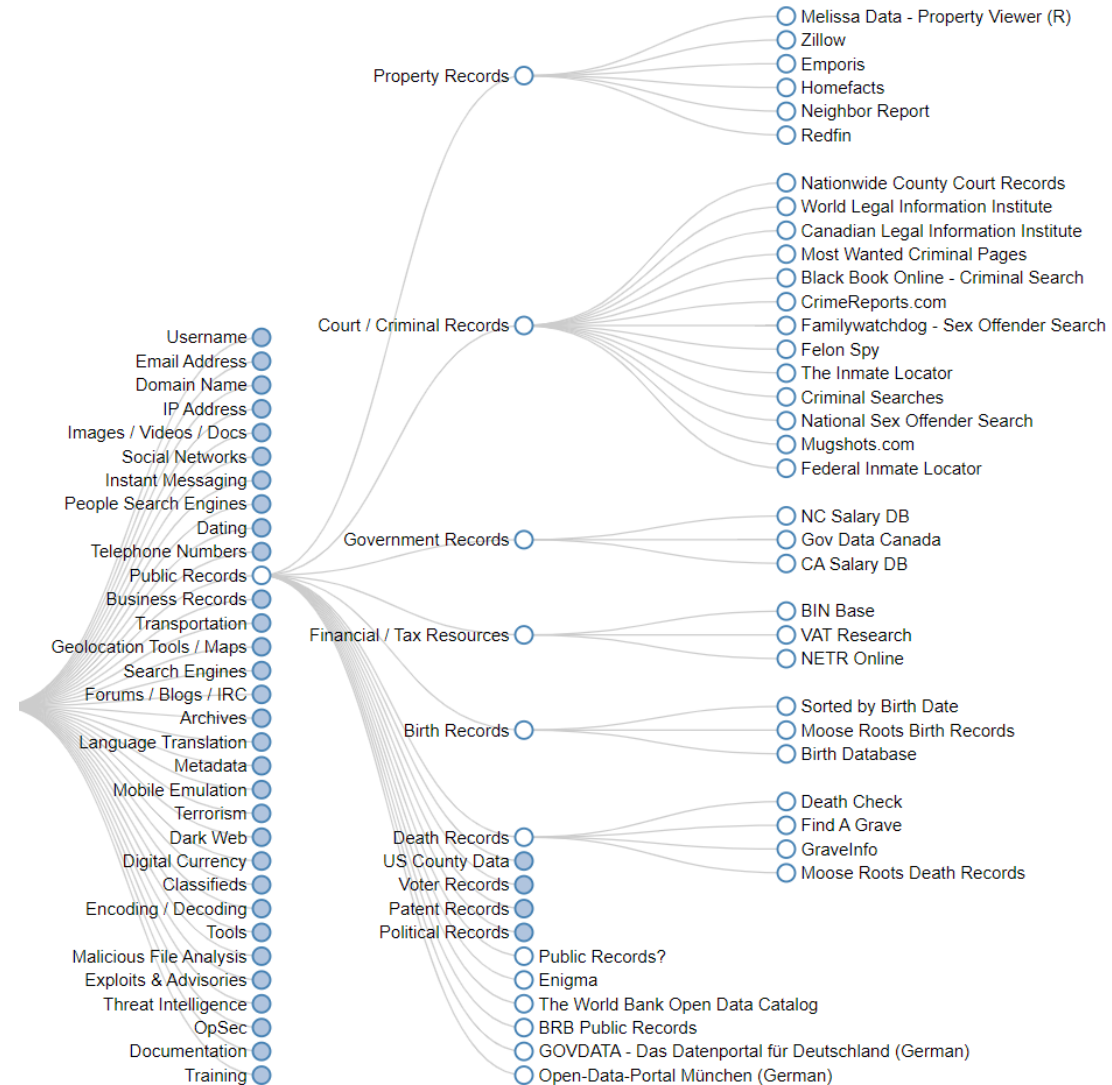 Username
Email Address
Domain Name
IP Address
Images / Videos / Docs
Social Networks
Instant Messaging
People Search Engines
Dating
Telephone Numbers
Public Records
Business Records
Transportation
Geolocation Tools / Maps
Search Engines
Forums / Blogs / IRC
Archives
Language Translation
Metadata
Mobile Emulation
Terrorism
Dark Web
Digital Currency
Classifieds
Encoding / Decoding
Tools
Malicious File Analysis
Exploits & Advisories
Threat Intelligence
OpSec
Documentation
Training
Property Records
Melissa Data - Property Viewer (R)
Zillow
Emporis
Homefacts
Neighbor Report
Redfin
Court / Criminal Records
Nationwide County Court Records
World Legal Information Institute
Canadian Legal Information Institute
Most Wanted Criminal Pages
Black Book Online - Criminal Search
CrimeReports.com
Familywatchdog - Sex Offender Search
Felon Spy
The Inmate Locator
Criminal Searches
National Sex Offender Search
Mugshots.com
Federal Inmate Locator
Government Records
NC Salary DB
Gov Data Canada
CA Salary DB
Financial / Tax Resources
BIN Base
VAT Research
NETR Online
Birth Records
Sorted by Birth Date
Moose Roots Birth Records
Birth Database
Death Records
Death Check
Find A Grave
GraveInfo
Moose Roots Death Records
US County Data
Voter Records
Patent Records
Political Records
Public Records?
Enigma
The World Bank Open Data Catalog
BRB Public Records
GOVDATA - Das Datenportal für Deutschland (German)
Open-Data-Portal München (German)